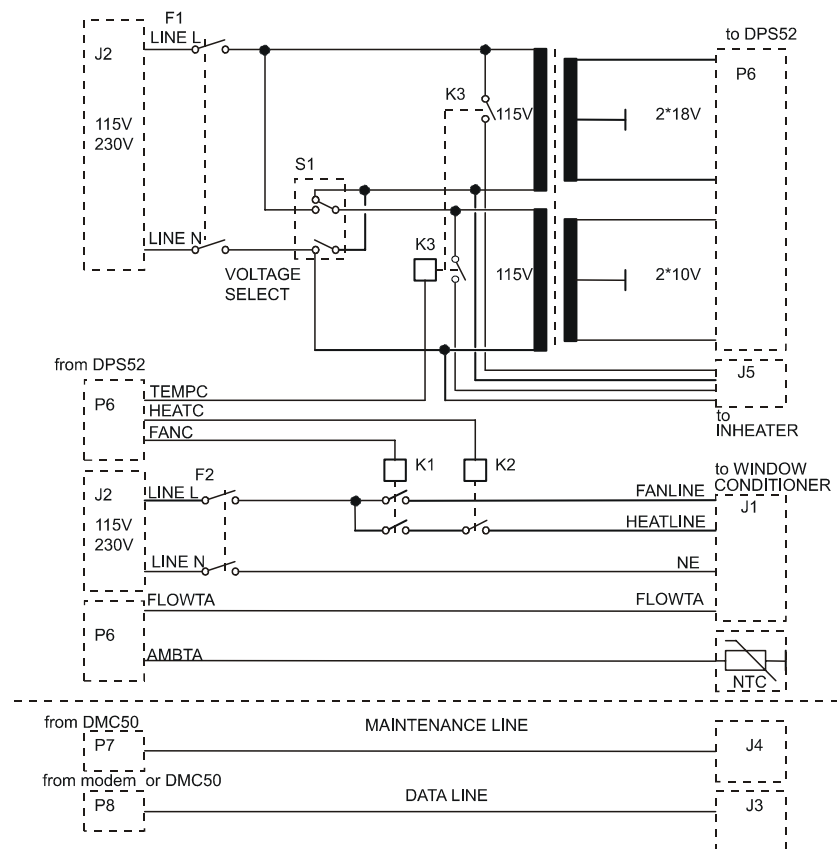 F1
to DPS52
LINE L
J2
P6
K3
115V
2*18V
115V
230V
S1
LINE N
K3
VOLTAGE
SELECT
115V
2*10V
from DPS52
J5
TEMPC
P6
HEATC
to
INHEATER
FANC
K1
K2
to WINDOW
CONDITIONER
F2
J2
LINE L
FANLINE
J1
115V
230V
HEATLINE
LINE N
NE
FLOWTA
FLOWTA
P6
AMBTA
NTC
from DMC50
MAINTENANCE LINE
P7
J4
from modem or DMC50
DATA LINE
P8
J3